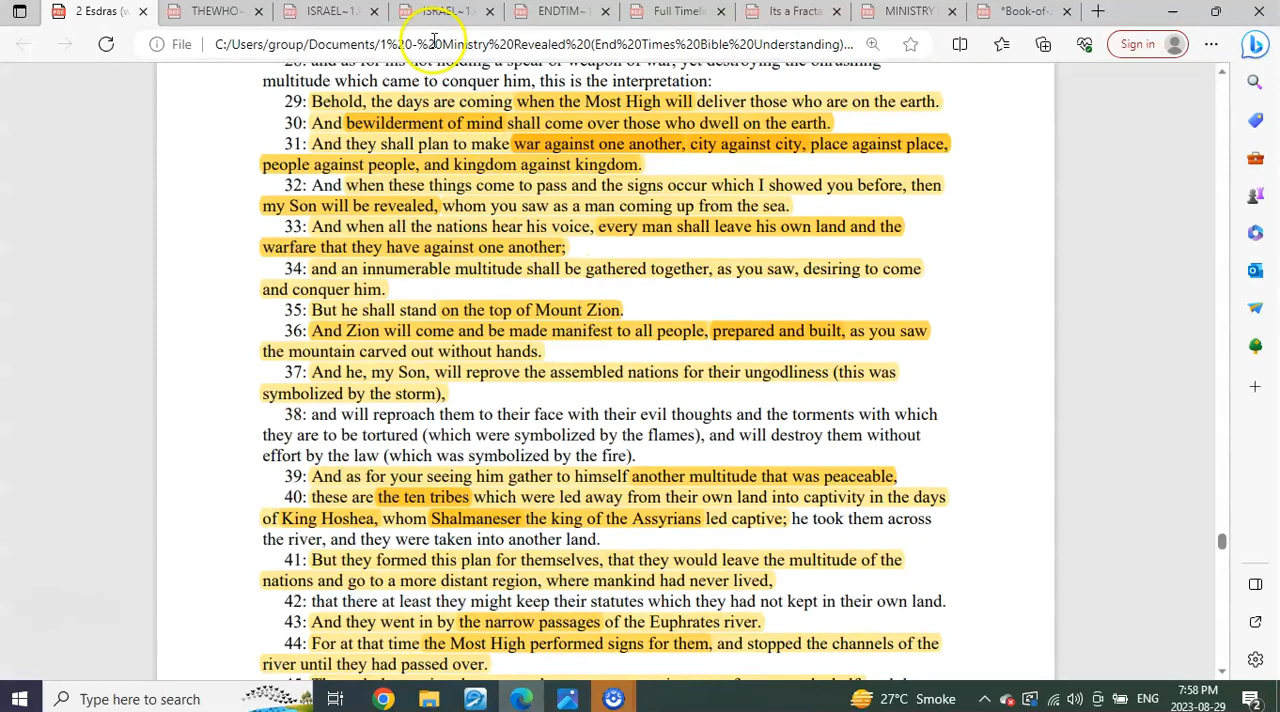 2 Esdras (w
THEWHO~
ISRAEL~1.
ISRAEL~1.
ENDTIM~
Full Timeli
Its a Fracta
MINISTRY
*Book-of-
File
C:/Users/group/Documents/1%20-%20Ministry%20Revealed%20(End%20Times%20Bible%20Understanding)...
Sign in
multitude which came to conquer him, this is the interpretation:
29: Behold, the days are coming when the Most High will deliver those who are on the earth.
30: And bewilderment of mind shall come over those who dwell on the earth.
31: And they shall plan to make war against one another, city against city, place against place,
people against people, and kingdom against kingdom.
32: And when these things come to pass and the signs occur which I showed you before, then
my Son will be revealed, whom you saw as a man coming up from the sea.
33: And when all the nations hear his voice, every man shall leave his own land and the
warfare that they have against one another;
34: and an innumerable multitude shall be gathered together, as you saw, desiring to come
and conquer him.
35: But he shall stand on the top of Mount Zion.
36: And Zion will come and be made manifest to all people, prepared and built, as you saw
the mountain carved out without hands.
37: And he, my Son, will reprove the assembled nations for their ungodliness (this was
symbolized by the storm),
38: and will reproach them to their face with their evil thoughts and the torments with which
they are to be tortured (which were symbolized by the flames), and will destroy them without
effort by the law (which was symbolized by the fire).
39: And as for your seeing him gather to himself another multitude that was peaceable,
40: these are the ten tribes which were led away from their own land into captivity in the days
of King Hoshea, whom Shalmaneser the king of the Assyrians led captive; he took them across
the river, and they were taken into another land.
41: But they formed this plan for themselves, that they would leave the multitude of the
nations and go to a more distant region, where mankind had never lived,
42: that there at least they might keep their statutes which they had not kept in their own land.
43: And they went in by the narrow passages of the Euphrates river.
44: For at that time the Most High performed signs for them, and stopped the channels of the
river until they had passed over.
Type here to search
27°C Smoke
ENG
7:58 PM
2023-08-29
2